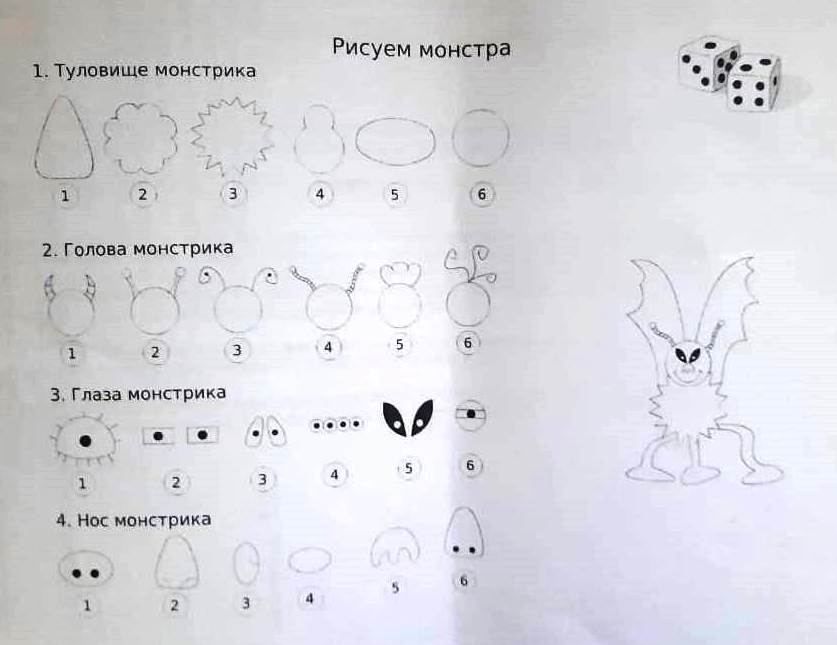 Рисуем монстра
1. Туловище монстрика
1 2 3 4 5 6
2. Голова монстрика
1 2 3 4 5 6
3. Глаза монстрика
1 2 3 4 5 6
4. Нос монстрика
1 2 3 4 5 6